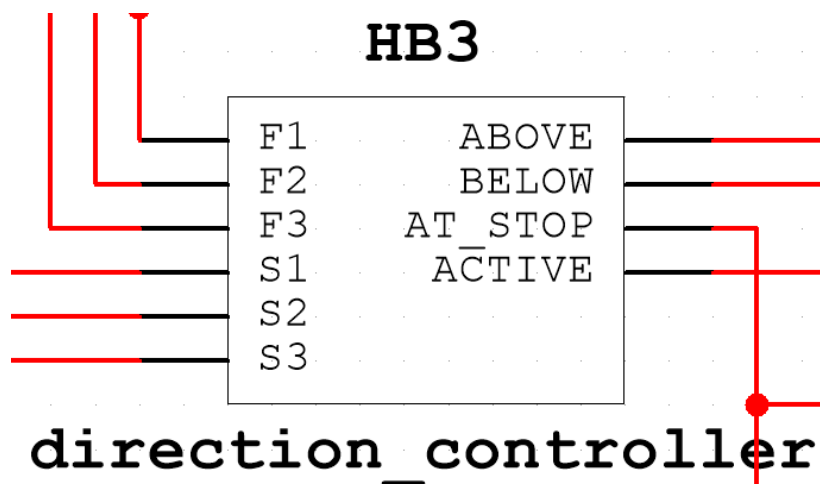 HB3
F1 ABOVE
F2 BELOW
F3 AT_STOP
S1 ACTIVE
S2
S3
direction_controller